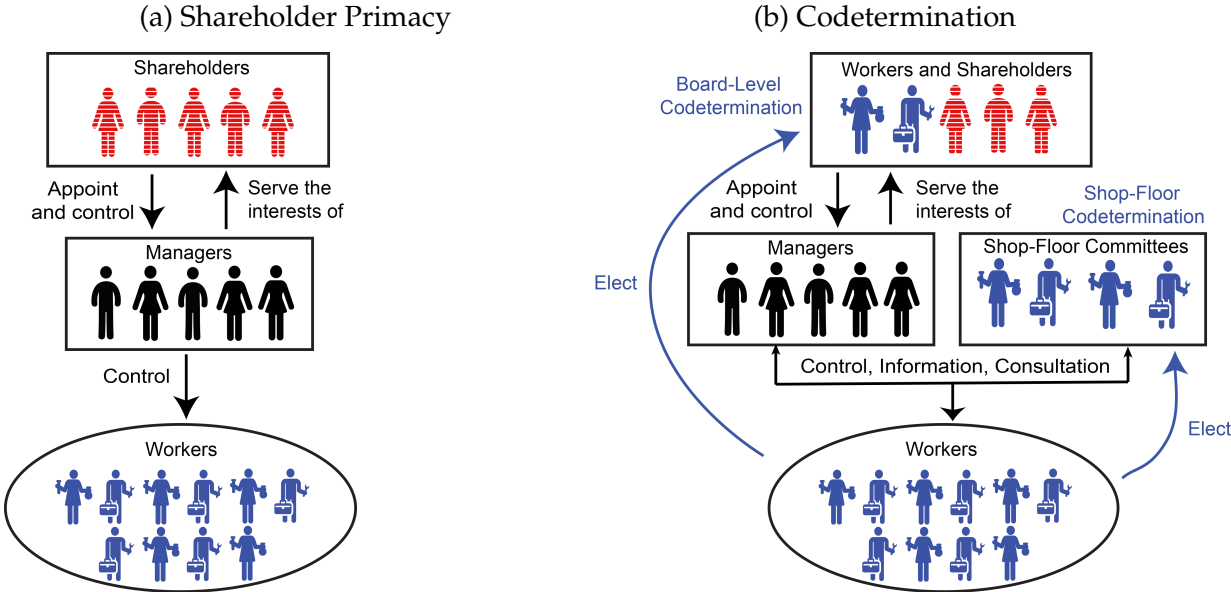 (a) Shareholder Primacy
Shareholders
Appoint
and control
Serve the
interests of
Managers
Control
Workers
(b) Codetermination
Board-Level
Codetermination
Workers and Shareholders
Appoint
and control
Serve the
interests of
Shop-Floor
Codetermination
Managers
Shop-Floor Committees
Elect
Control, Information, Consultation
Elect
Workers